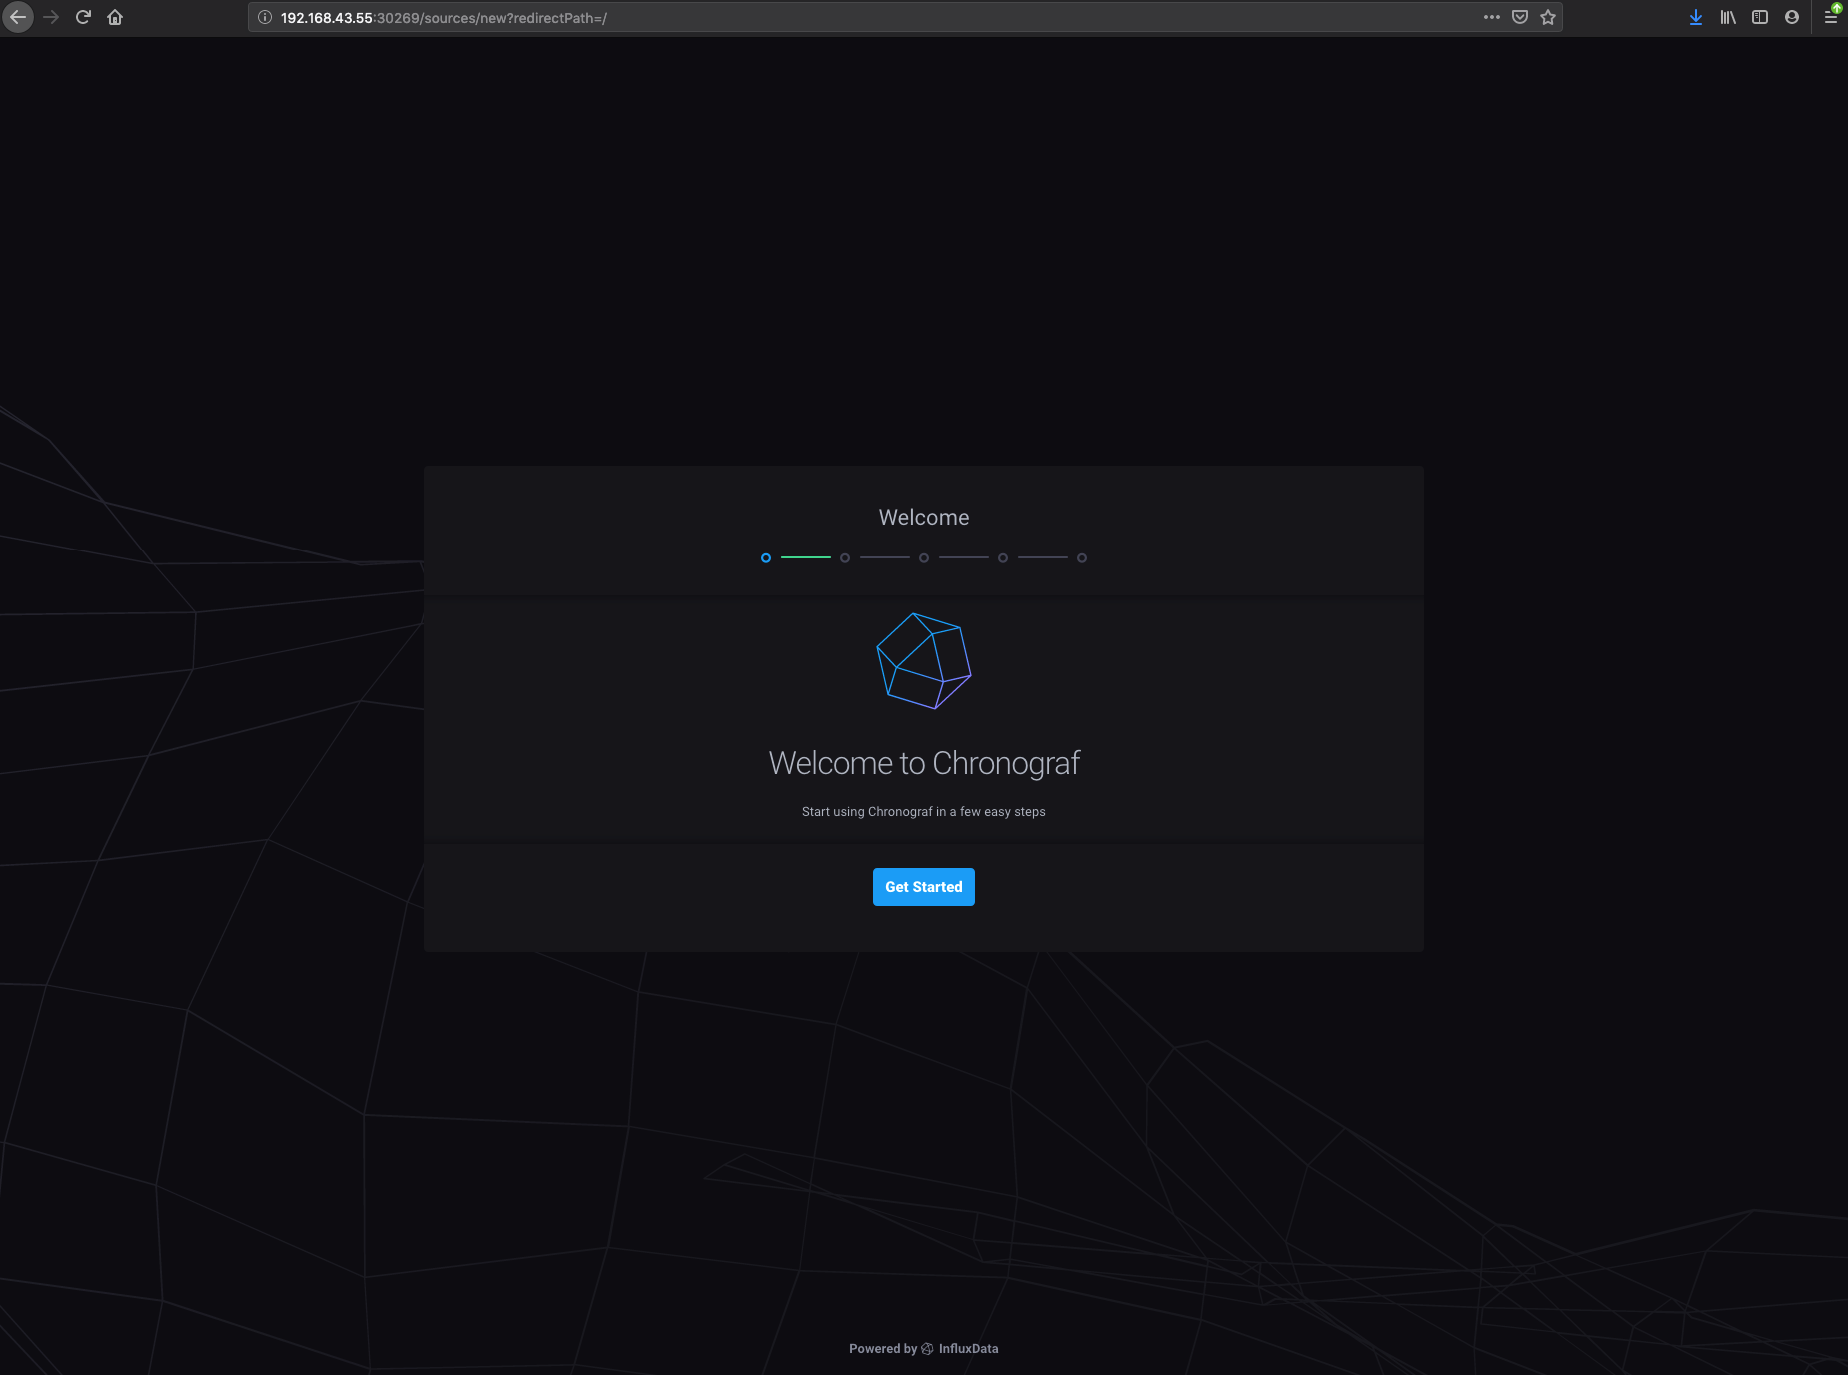 192.168.43.55:30269/sources/new?redirectPath=/
Welcome
Welcome to Chronograf
Start using Chronograf in a few easy steps
Get Started
Powered by InfluxData